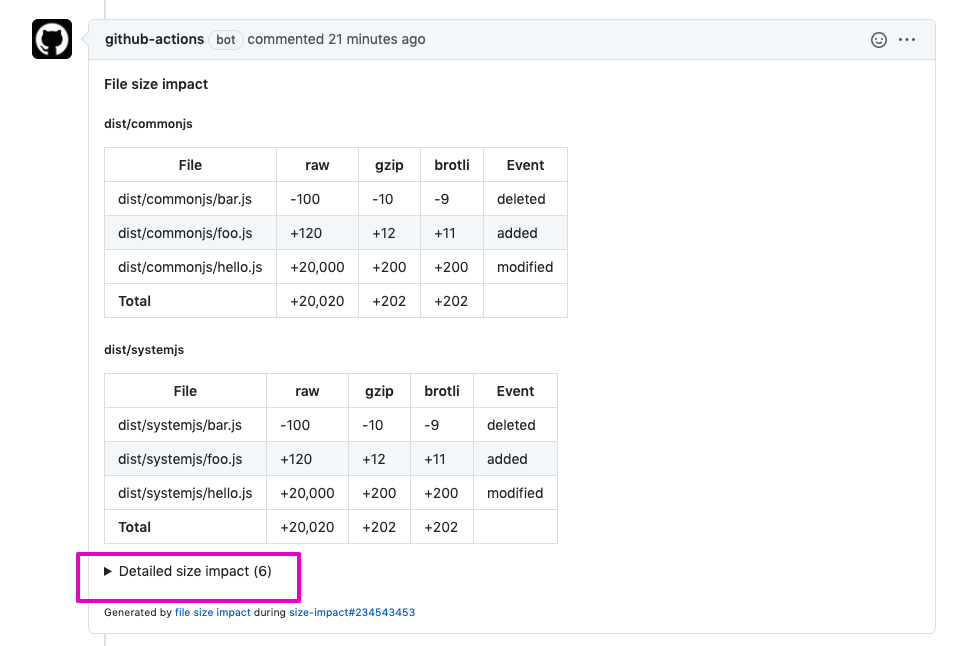 github-actions bot commented 21 minutes ago
File size impact
dist/commonjs
File raw gzip brotli Event
dist/commonjs/bar.js -100 -10 -9 deleted
dist/commonjs/foo.js +120 +12 +11 added
dist/commonjs/hello.js +20,000 +200 +200 modified
Total +20,020 +202 +202
dist/systemjs
File raw gzip brotli Event
dist/systemjs/bar.js -100 -10 -9 deleted
dist/systemjs/foo.js +120 +12 +11 added
dist/systemjs/hello.js +20,000 +200 +200 modified
Total +20,020 +202 +202
Detailed size impact (6)
Generated by file size impact during size-impact#234543453